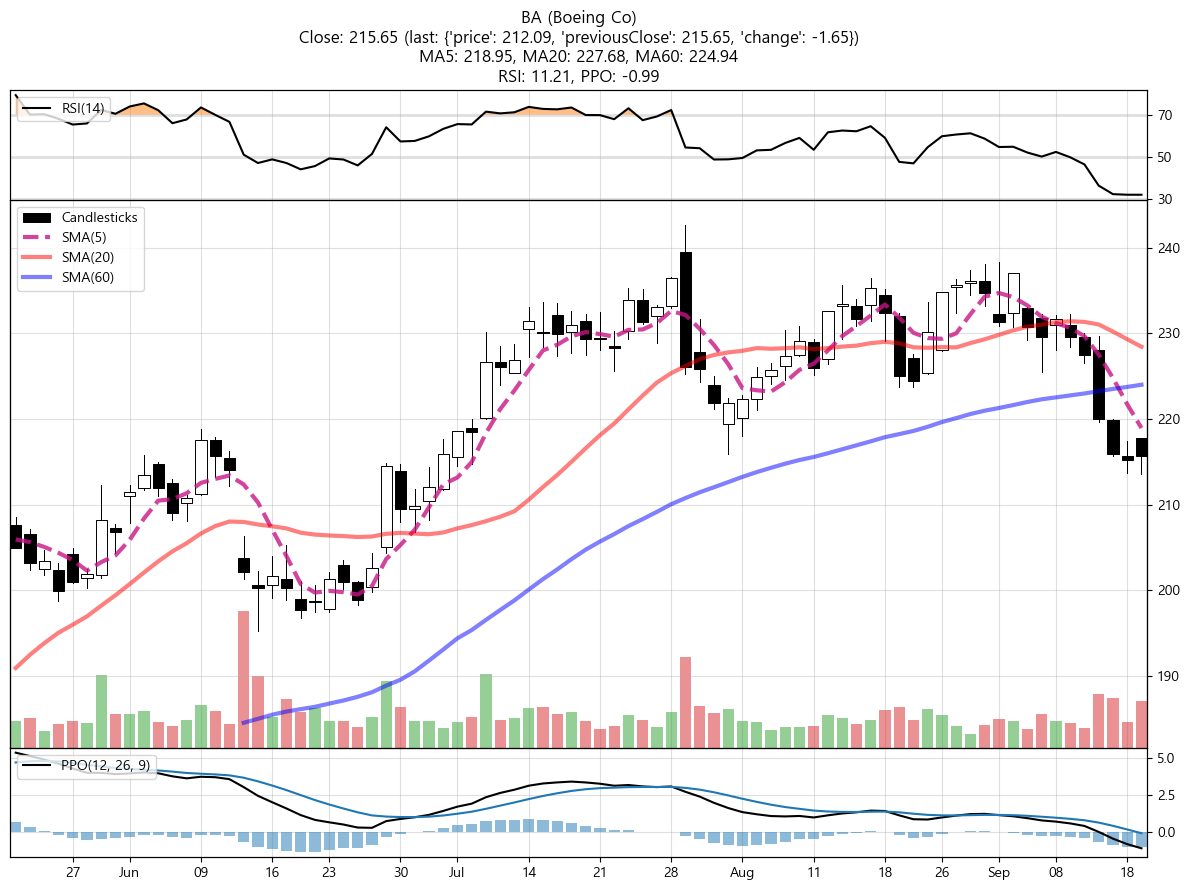 BA (Boeing Co)
Close: 215.65 (last: {'price': 212.09, 'previousClose': 215.65, 'change': -1.65})
MA5: 218.95, MA20: 227.68, MA60: 224.94
RSI: 11.21, PPO: -0.99
RSI(14)
70
50
30
Candlesticks
SMA(5)
SMA(20)
SMA(60)
240
230
220
210
200
190
PPO(12, 26, 9)
5.0
2.5
0.0
27 Jun 09 16 23 30 Jul 14 21 28 Aug 11 18 26 Sep 08 18